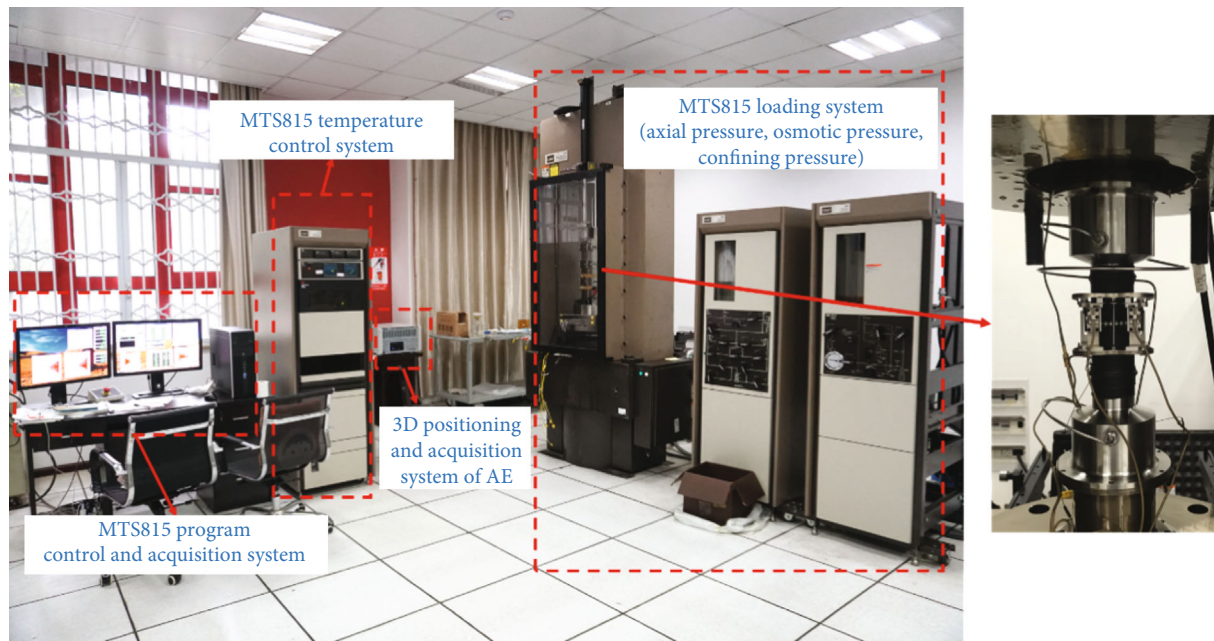 MTS815 temperature
control system
MTS815 loading system
(axial pressure, osmotic pressure,
confining pressure)
3D positioning
and acquisition
system of AE
MTS815 program
control and acquisition system